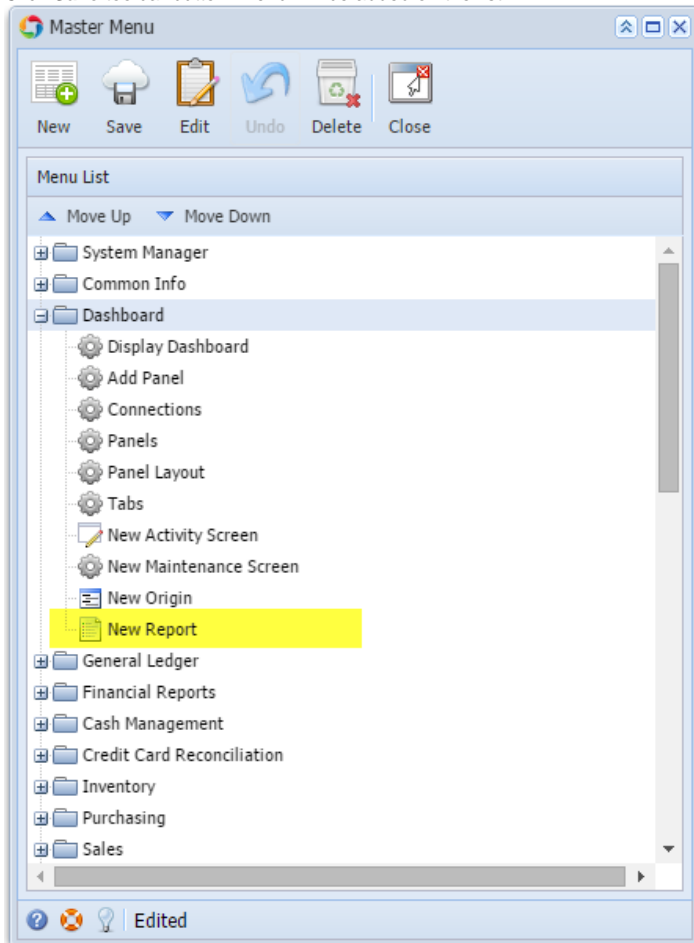 Master Menu
New Save Edit Undo Delete Close
Menu List
Move Up Move Down
System Manager
Common Info
Dashboard
Display Dashboard
Add Panel
Connections
Panels
Panel Layout
Tabs
New Activity Screen
New Maintenance Screen
New Origin
New Report
General Ledger
Financial Reports
Cash Management
Credit Card Reconciliation
Inventory
Purchasing
Sales
Edited